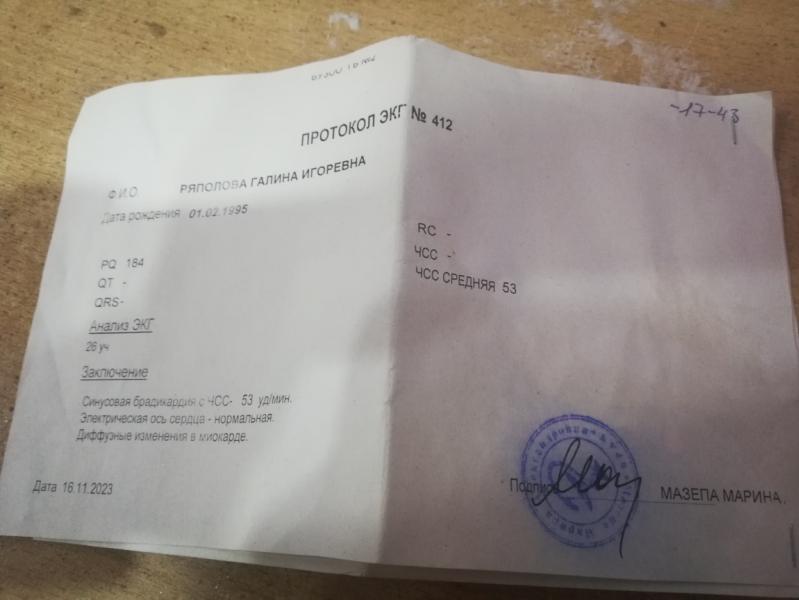 ПРОТОКОЛ ЭКГ № 412
-17-43
Ф.И.О. РЯПОЛОВА ГАЛИНА ИГОРЕВНА
Дата рождения 01.02.1995
PQ 184
QT -
QRS-
RC -
ЧСС -
ЧСС СРЕДНЯЯ 53
Анализ ЭКГ
26 уч
Заключение
Синусовая брадикардия с ЧСС- 53 уд/мин.
Электрическая ось сердца - нормальная.
Диффузные изменения в миокарде.
Дата 16.11.2023
Подпись МАЗЕПА МАРИНА.